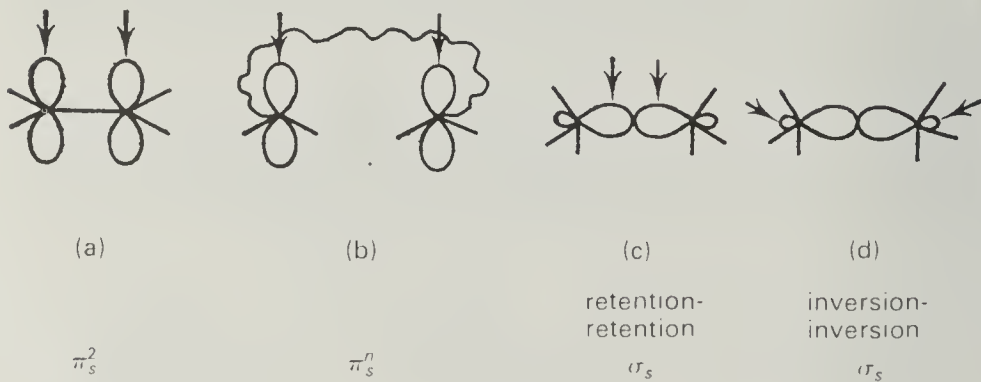 (a) (b) (c) (d)
retention- inversion-
retention inversion
π²ₛ πⁿₛ σₛ σₛ